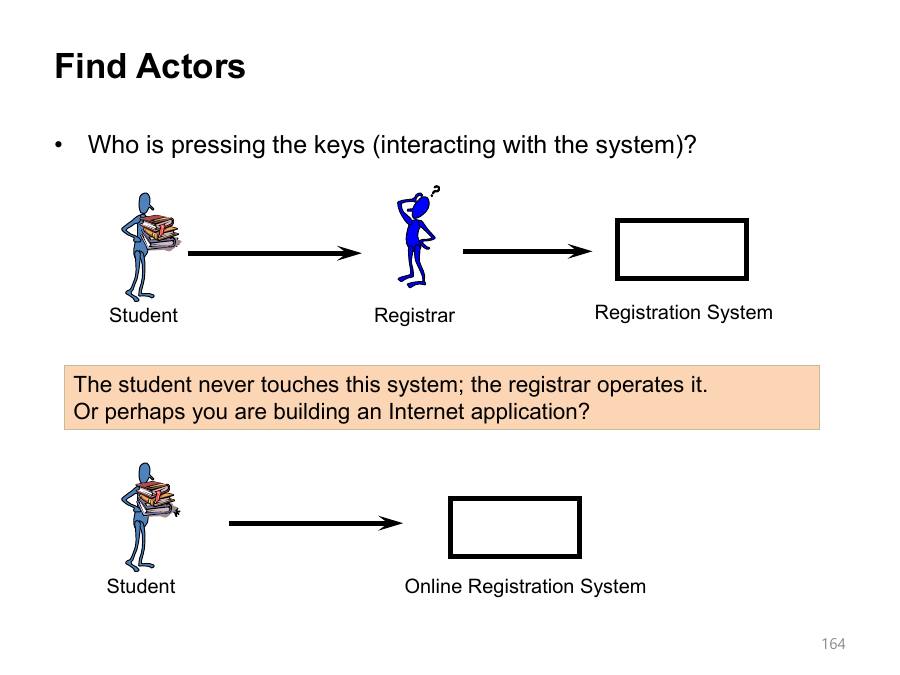 Find Actors
• Who is pressing the keys (interacting with the system)?
?
Student
Registrar
Registration System
The student never touches this system; the registrar operates it.
Or perhaps you are building an Internet application?
Student
Online Registration System
164